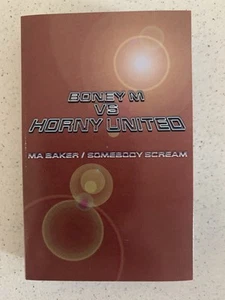 BONEY M
VS
HORNY UNITED
MA BAKER / SOMEBODY SCREAM